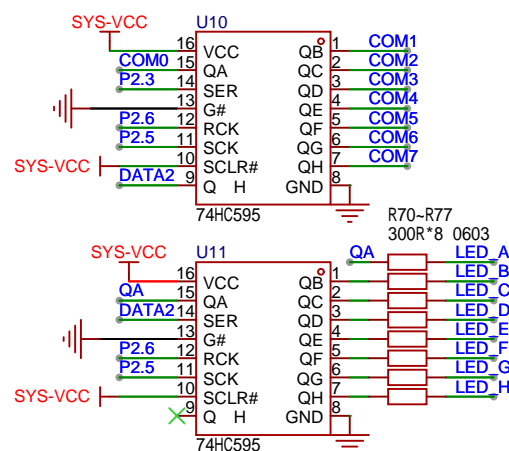 SYS-VCC U10
16 VCC QB 1 COM1
COM0 15 QA QC 2 COM2
P2.3 14 SER QD 3 COM3
13 G# QE 4 COM4
P2.6 12 RCK QF 5 COM5
P2.5 11 SCK QG 6 COM6
SYS-VCC 10 SCLR# QH 7 COM7
DATA2 9 Q H GND 8
74HC595
R70~R77
300R*8 0603
SYS-VCC U11 QA LED_A
16 VCC QB 1 LED_B
QA 15 QA QC 2 LED_C
DATA2 14 SER QD 3 LED_D
13 G# QE 4 LED_E
P2.6 12 RCK QF 5 LED_F
P2.5 11 SCK QG 6 LED_G
SYS-VCC 10 SCLR# QH 7 LED_H
9 Q H GND 8
74HC595